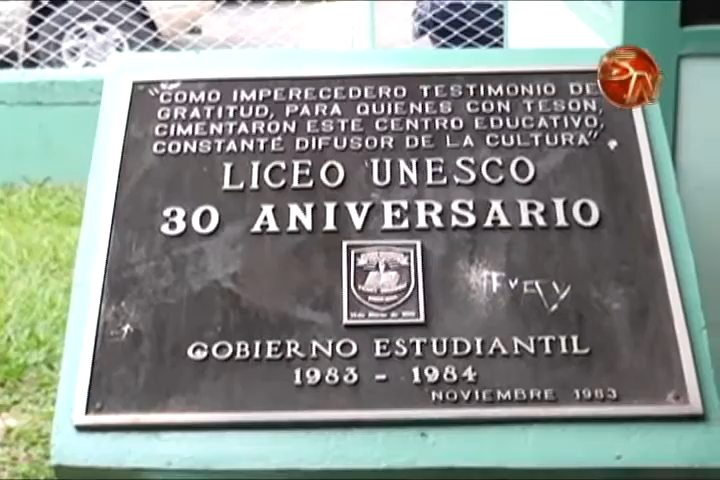 "COMO IMPERECEDERO TESTIMONIO DE
GRATITUD, PARA QUIENES CON TESON,
CIMENTARON ESTE CENTRO EDUCATIVO,
CONSTANTE DIFUSOR DE LA CULTURA"
LICEO UNESCO
30 ANIVERSARIO
GOBIERNO ESTUDIANTIL
1983 - 1984
NOVIEMBRE 1983